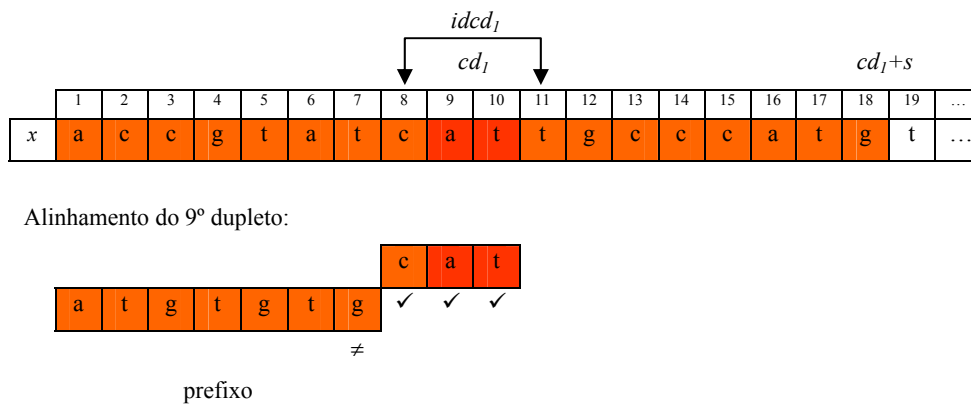 idcd1
cd1 cd1+s
1 2 3 4 5 6 7 8 9 10 11 12 13 14 15 16 17 18 19 …
x a c c g t a t c a t t g c c c a t g t …
Alinhamento do 9º dupleto:
c a t
a t g t g t g ✓ ✓ ✓
≠
prefixo